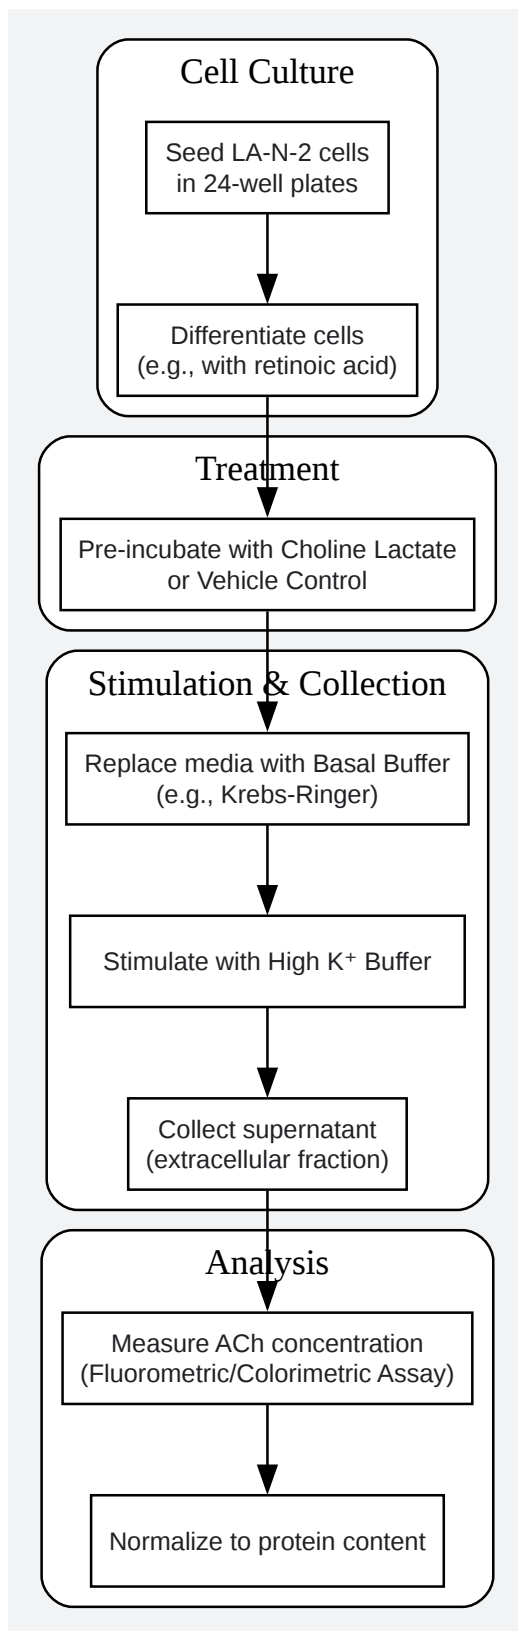 Cell Culture
Seed LA-N-2 cells
in 24-well plates
Differentiate cells
(e.g., with retinoic acid)
Treatment
Pre-incubate with Choline Lactate
or Vehicle Control
Stimulation & Collection
Replace media with Basal Buffer
(e.g., Krebs-Ringer)
Stimulate with High K⁺ Buffer
Collect supernatant
(extracellular fraction)
Analysis
Measure ACh concentration
(Fluorometric/Colorimetric Assay)
Normalize to protein content